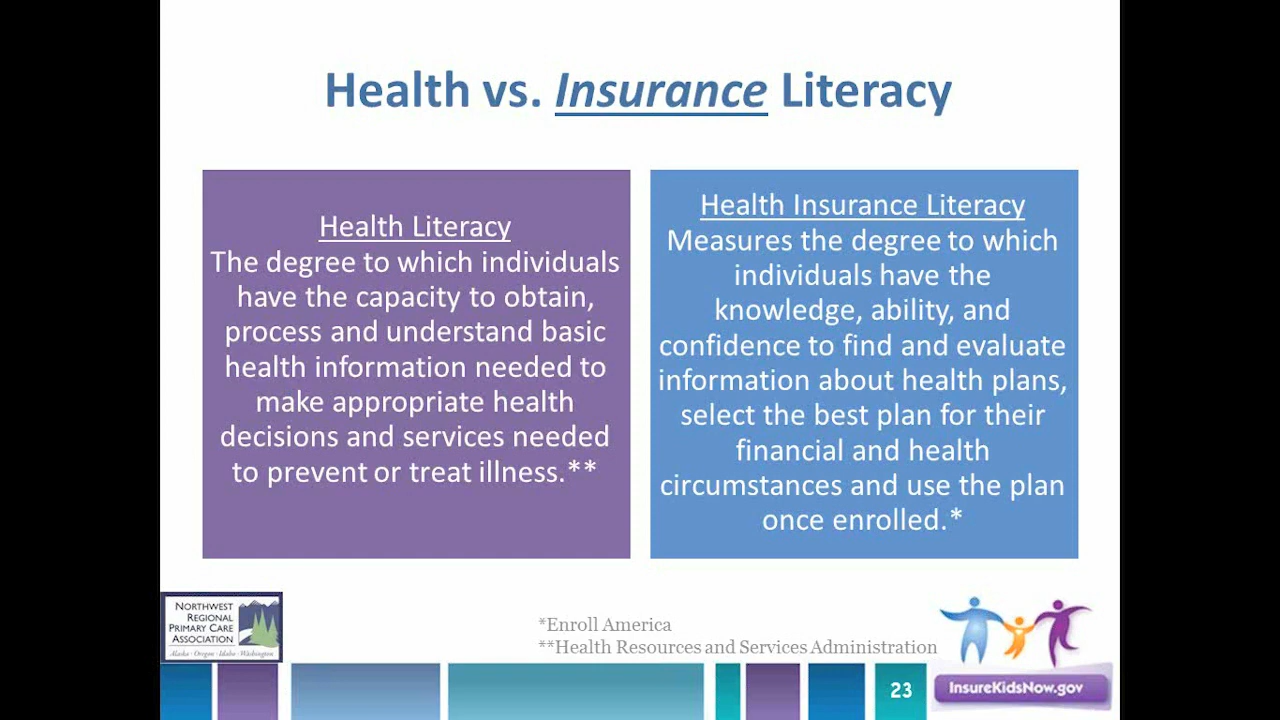 Health vs. Insurance Literacy
Health Literacy
The degree to which individuals
have the capacity to obtain,
process and understand basic
health information needed to
make appropriate health
decisions and services needed
to prevent or treat illness.**
Health Insurance Literacy
Measures the degree to which
individuals have the
knowledge, ability, and
confidence to find and evaluate
information about health plans,
select the best plan for their
financial and health
circumstances and use the plan
once enrolled.*
NORTHWEST
REGIONAL
PRIMARY CARE
ASSOCIATION
Alaska · Oregon · Idaho · Washington
*Enroll America
**Health Resources and Services Administration
23
InsureKidsNow.gov